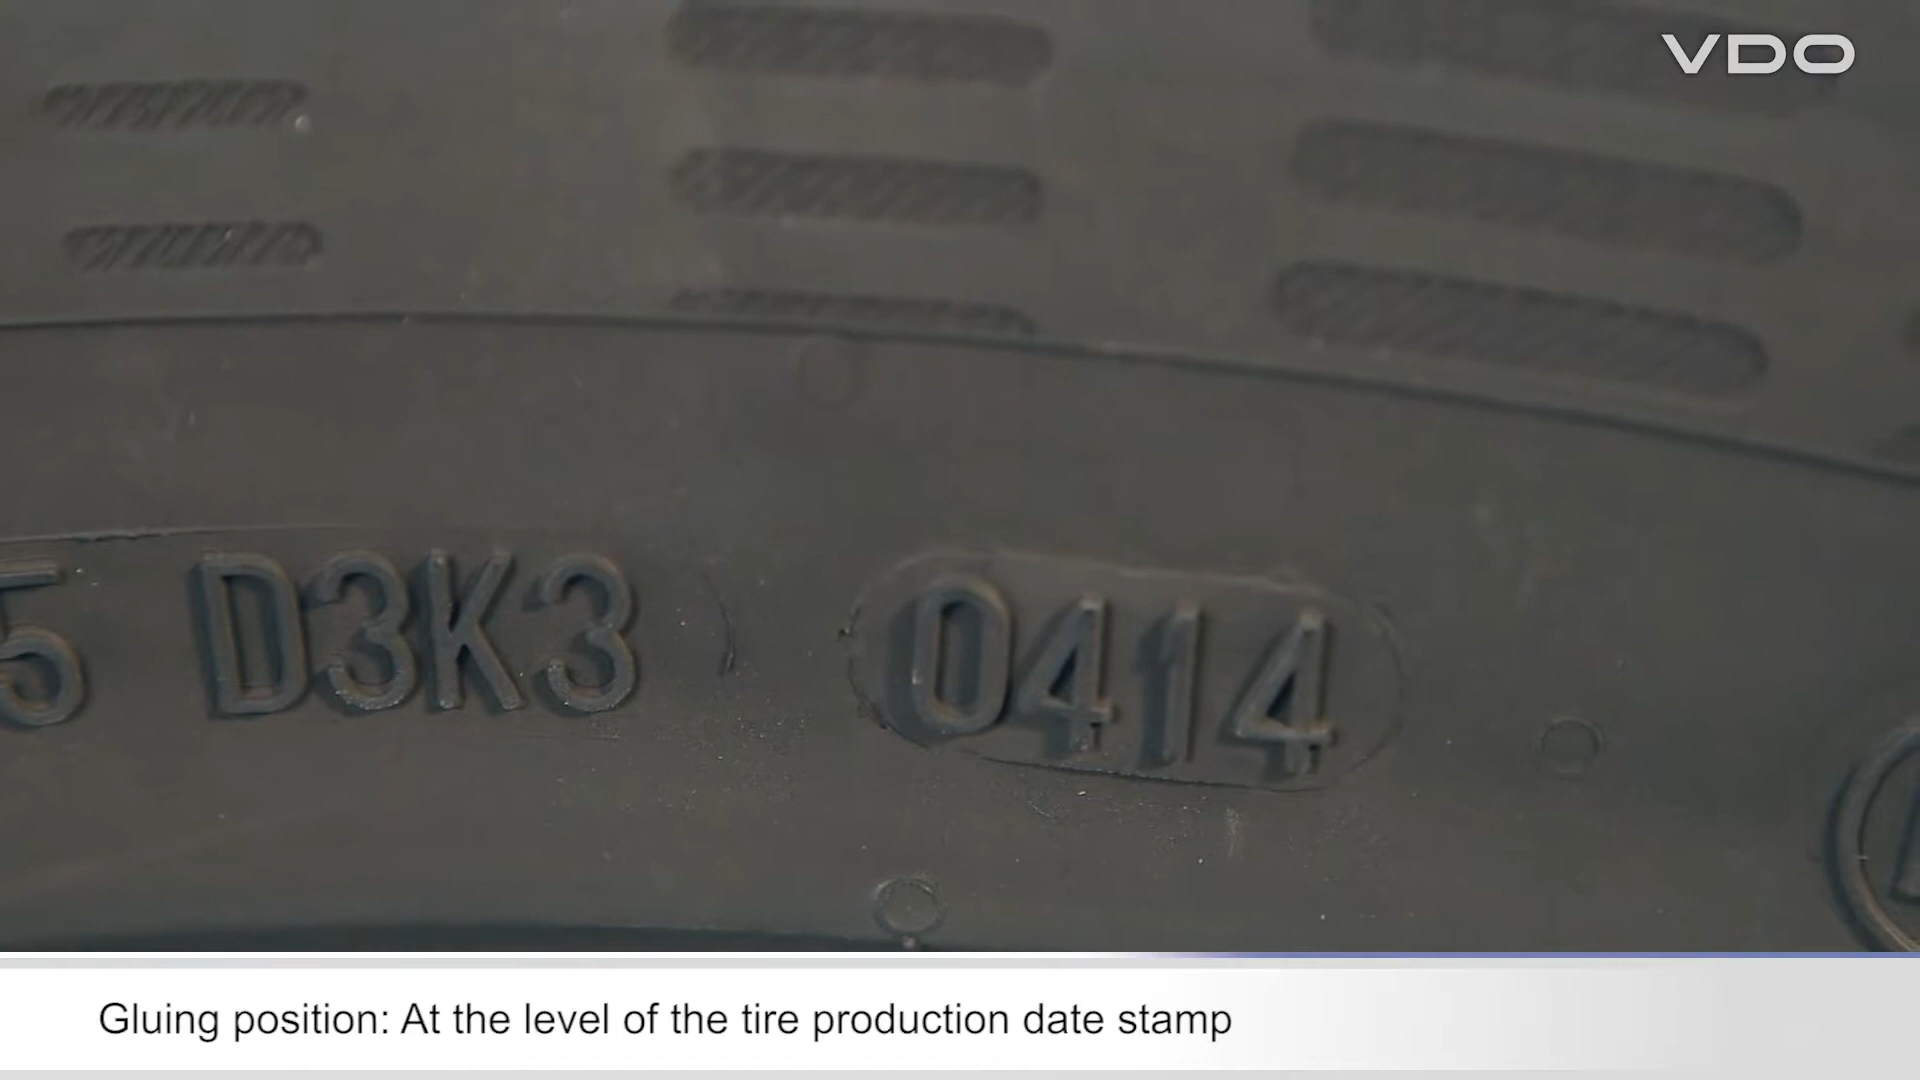 VDO
5 D3K3 0414
Gluing position: At the level of the tire production date stamp